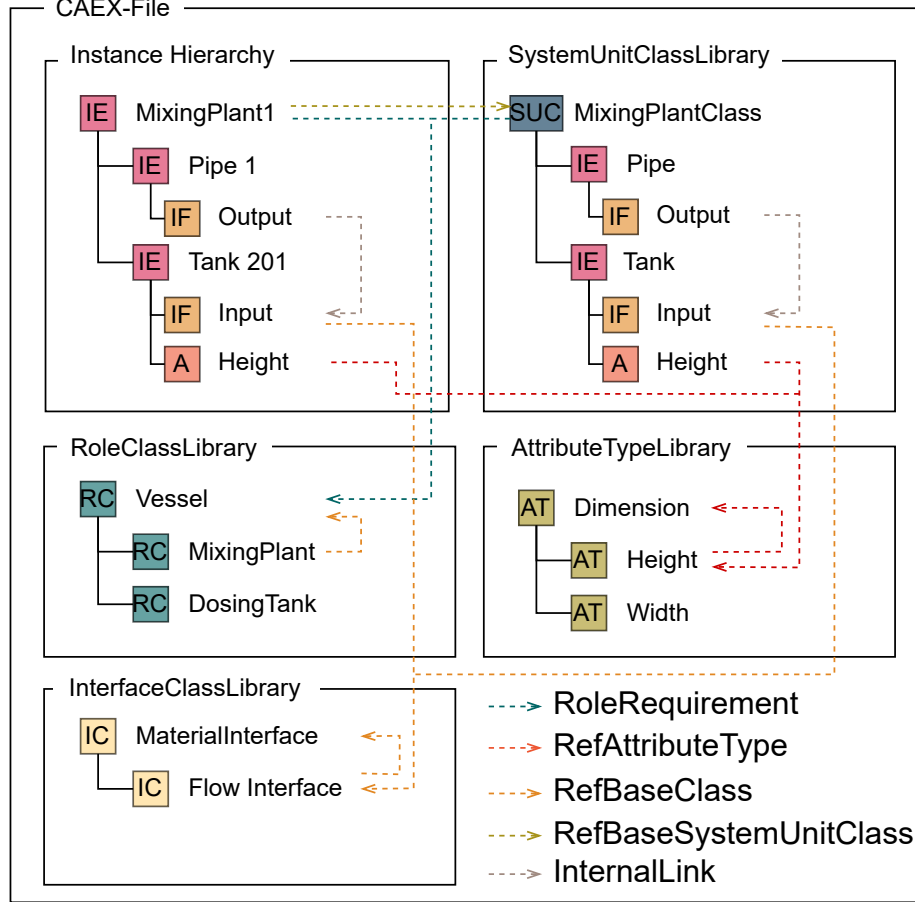 CAEX-File
Instance Hierarchy
IE MixingPlant1
IE Pipe 1
IF Output
IE Tank 201
IF Input
A Height
SystemUnitClassLibrary
SUC MixingPlantClass
IE Pipe
IF Output
IE Tank
IF Input
A Height
RoleClassLibrary
RC Vessel
RC MixingPlant
RC DosingTank
AttributeTypeLibrary
AT Dimension
AT Height
AT Width
InterfaceClassLibrary
IC MaterialInterface
IC Flow Interface
RoleRequirement
RefAttributeType
RefBaseClass
RefBaseSystemUnitClass
InternalLink